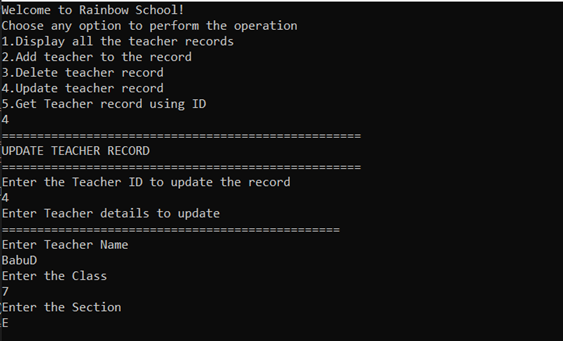 Welcome to Rainbow School!
Choose any option to perform the operation
1.Display all the teacher records
2.Add teacher to the record
3.Delete teacher record
4.Update teacher record
5.Get Teacher record using ID
4
===================================================
UPDATE TEACHER RECORD
===================================================
Enter the Teacher ID to update the record
4
Enter Teacher details to update
================================================
Enter Teacher Name
BabuD
Enter the Class
7
Enter the Section
E